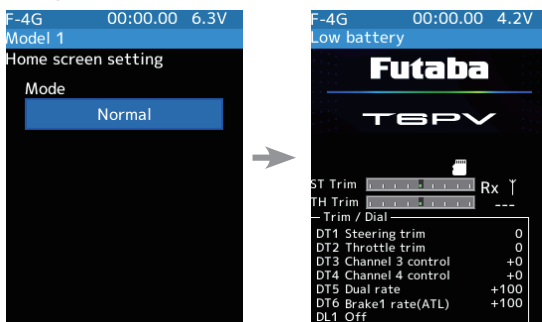 F-4G 00:00.00 6.3V
Model 1
Home screen setting
Mode
Normal
F-4G 00:00.00 4.2V
Low battery
Futaba
T6PV
ST Trim Rx
TH Trim ---
Trim / Dial
DT1 Steering trim 0
DT2 Throttle trim 0
DT3 Channel 3 control +0
DT4 Channel 4 control +0
DT5 Dual rate +100
DT6 Brake1 rate(ATL) +100
DL1 Off